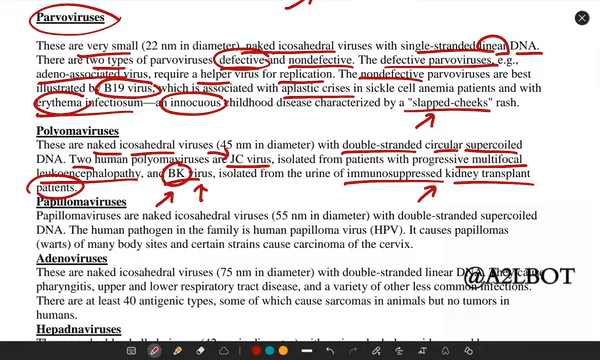 Parvoviruses
These are very small (22 nm in diameter), naked icosahedral viruses with single-stranded linear DNA.
There are two types of parvoviruses, defective and nondefective. The defective parvoviruses, e.g.,
adeno-associated virus, require a helper virus for replication. The nondefective parvoviruses are best
illustrated by B19 virus, which is associated with aplastic crises in sickle cell anemia patients and with
erythema infectiosum—an innocuous childhood disease characterized by a "slapped-cheeks" rash.
Polyomaviruses
These are naked icosahedral viruses (45 nm in diameter) with double-stranded circular supercoiled
DNA. Two human polyomaviruses are JC virus, isolated from patients with progressive multifocal
leukoencephalopathy, and BK virus, isolated from the urine of immunosuppressed kidney transplant
patients.
Papillomaviruses
Papillomaviruses are naked icosahedral viruses (55 nm in diameter) with double-stranded supercoiled
DNA. The human pathogen in the family is human papilloma virus (HPV). It causes papillomas
(warts) of many body sites and certain strains cause carcinoma of the cervix.
Adenoviruses
These are naked icosahedral viruses (75 nm in diameter) with double-stranded linear DNA. They cause
@A2LBOT
pharyngitis, upper and lower respiratory tract disease, and a variety of other less common infections.
There are at least 40 antigenic types, some of which cause sarcomas in animals but no tumors in
humans.
Hepadnaviruses